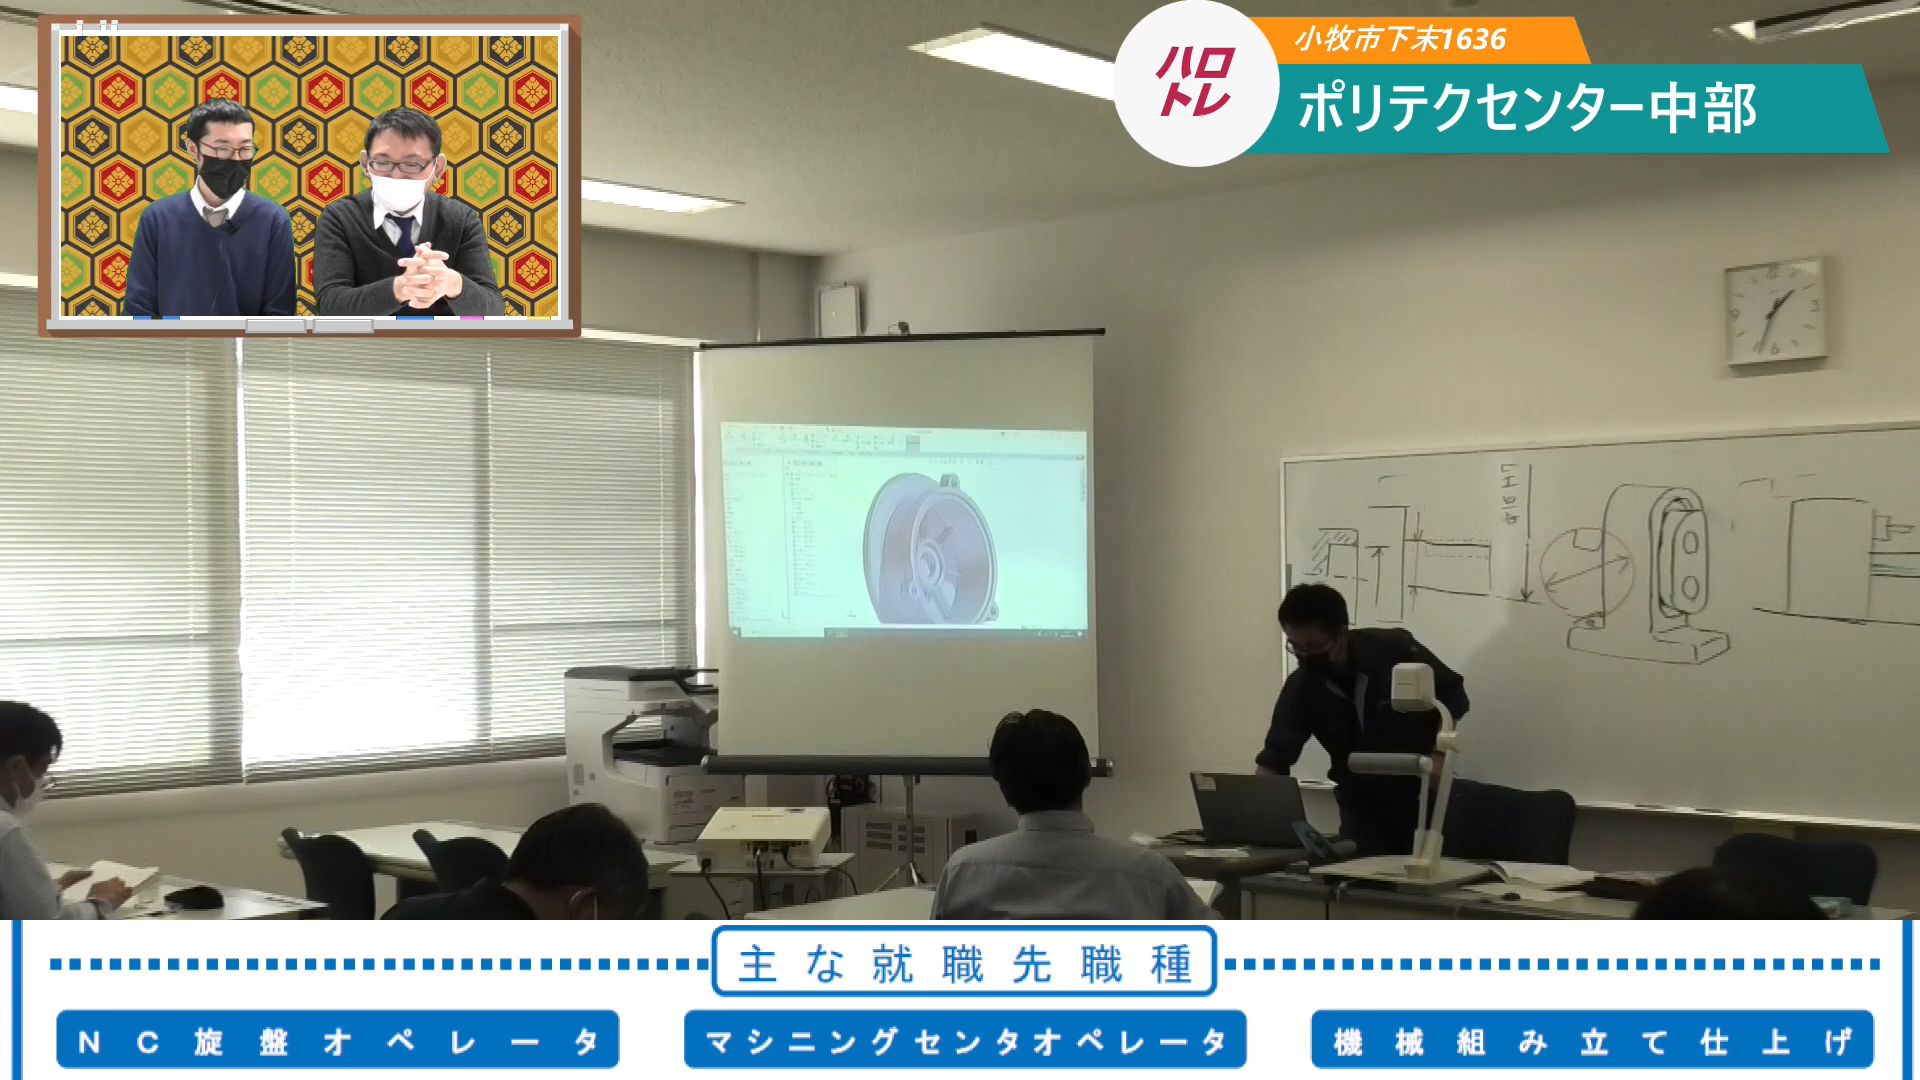 ハロ
トレ
小牧市下末1636
ポリテクセンター中部
主な就職先職種
NC旋盤オペレータ
マシニングセンタオペレータ
機械組み立て仕上げ